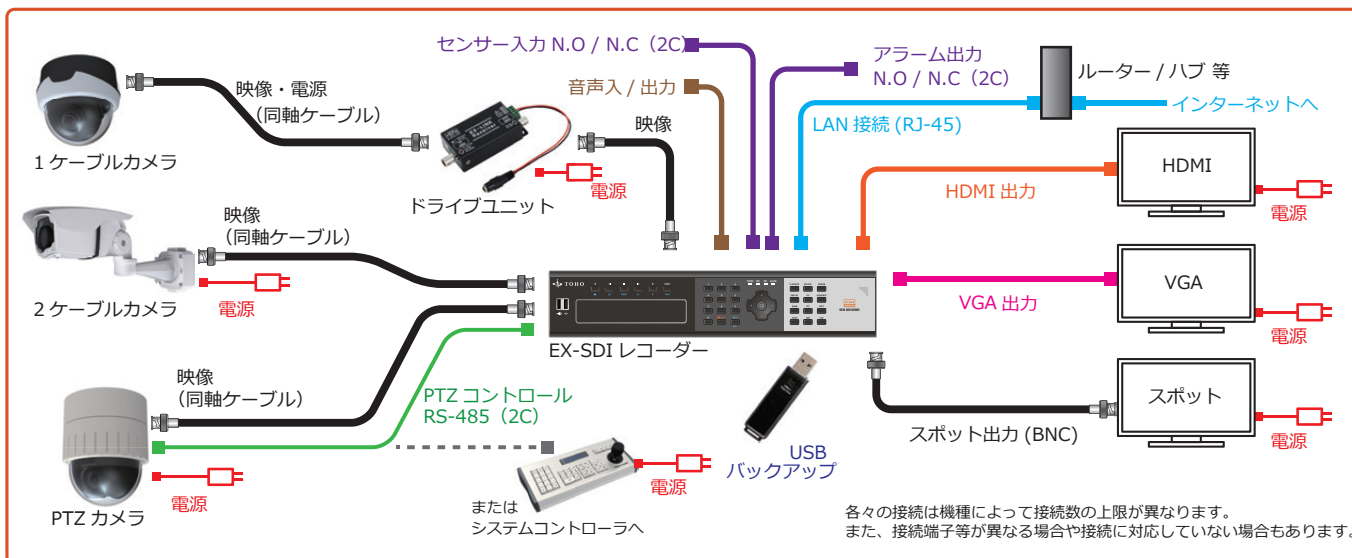 センサー入力 N.O / N.C（2C）
アラーム出力
N.O / N.C（2C）
ルーター / ハブ 等
映像・電源
（同軸ケーブル）
音声入 / 出力
インターネットへ
LAN 接続 (RJ-45)
映像
1 ケーブルカメラ
電源
ドライブユニット
HDMI
HDMI 出力
電源
映像
（同軸ケーブル）
電源
2 ケーブルカメラ
TOHO
EX-SDI レコーダー
VGA
VGA 出力
電源
映像
（同軸ケーブル）
PTZ コントロール
RS-485（2C）
スポット
スポット出力 (BNC)
電源
USB
バックアップ
電源
PTZ カメラ
電源
または
システムコントローラへ
各々の接続は機種によって接続数の上限が異なります。
また、接続端子等が異なる場合や接続に対応していない場合もあります。